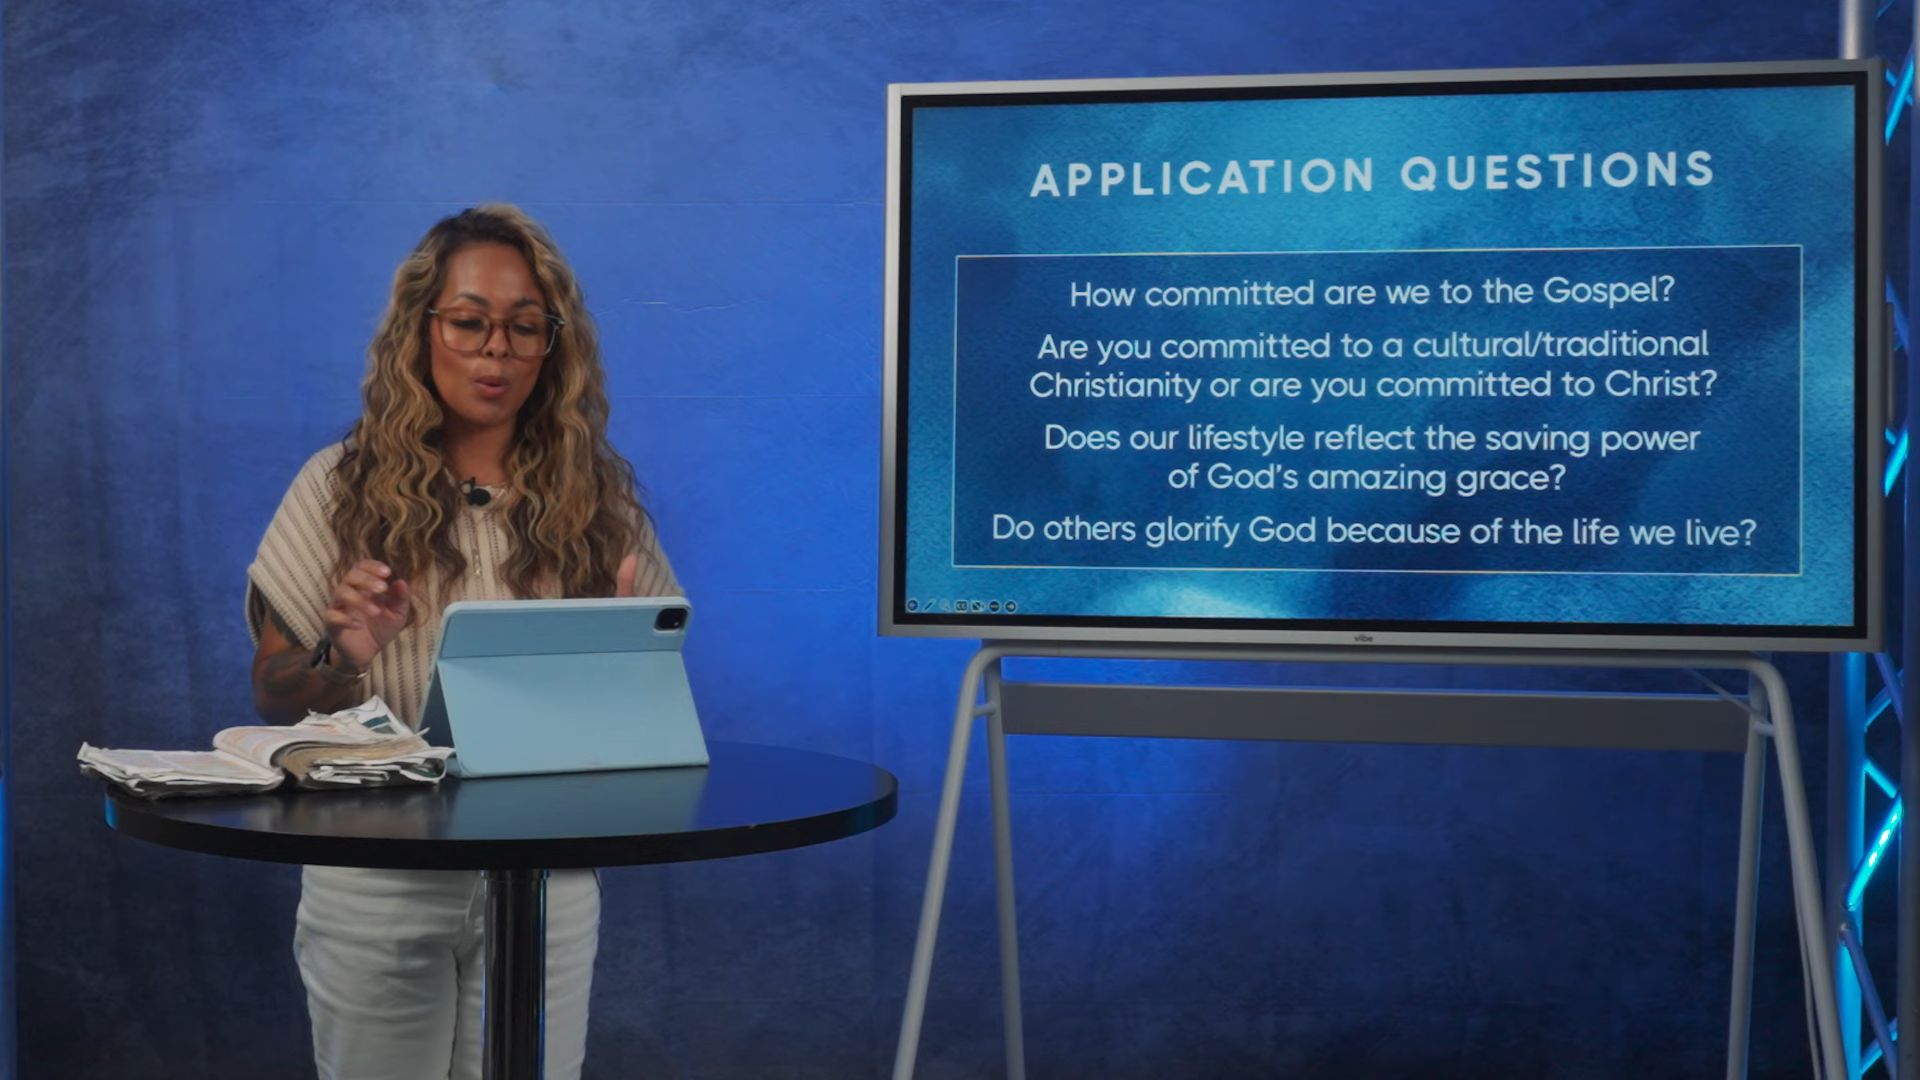 APPLICATION QUESTIONS
How committed are we to the Gospel?
Are you committed to a cultural/traditional
Christianity or are you committed to Christ?
Does our lifestyle reflect the saving power
of God's amazing grace?
Do others glorify God because of the life we live?
vibe